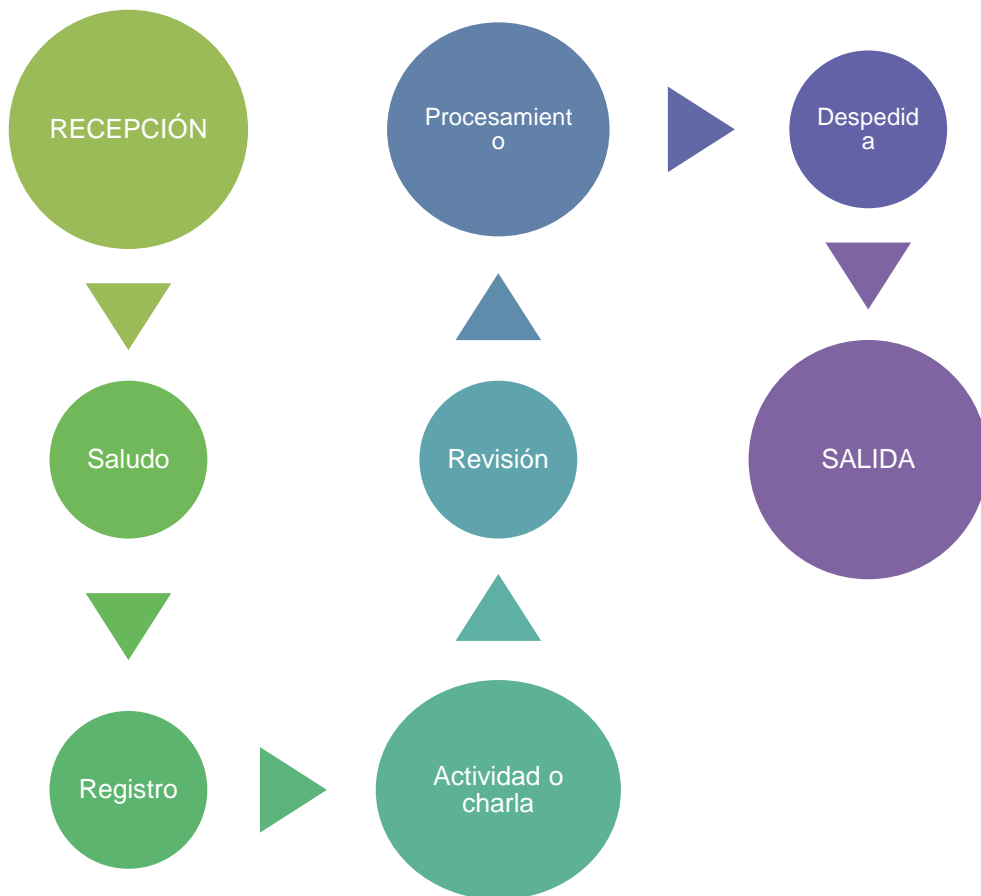 RECEPCIÓN
Saludo
Registro
Actividad o
charla
Revisión
Procesamient
o
Despedid
a
SALIDA